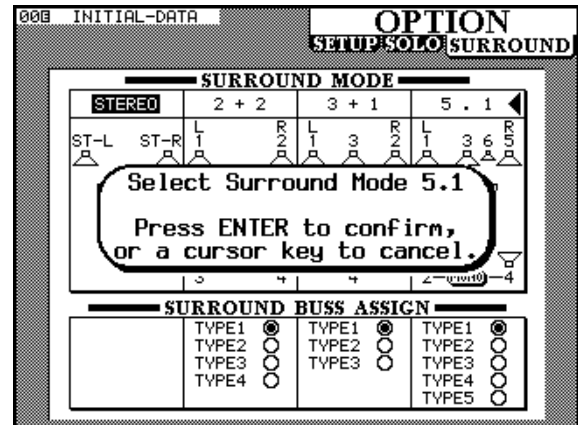 00 INITIAL-DATA
OPTION
SETUP SOLO SURROUND
SURROUND MODE
STEREO 2 + 2 3 + 1 5 . 1
L R L R L R
ST-L ST-R 1 2 1 3 2 1 3 6 5
Select Surround Mode 5.1
Press ENTER to confirm,
or a cursor key to cancel.
3 4 4 2 4
SURROUND BUSS ASSIGN
TYPE1 TYPE1 TYPE1
TYPE2 TYPE2 TYPE2
TYPE3 TYPE3 TYPE3
TYPE4 TYPE4
TYPE5